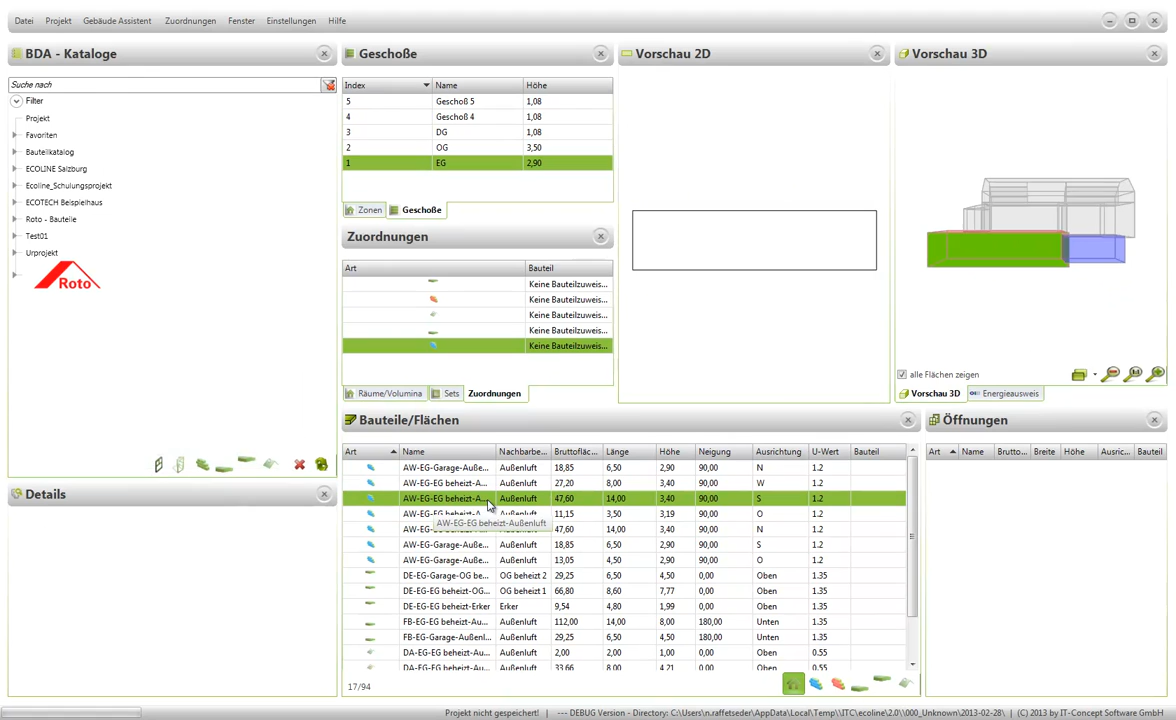 Datei Projekt Gebäude Assistent Zuordnungen Fenster Einstellungen Hilfe
BDA - Kataloge
Suche nach
Filter
Projekt
Favoriten
Bauteilkatalog
ECOLINE Salzburg
Ecoline_Schulungsprojekt
ECOTECH Beispielhaus
Roto - Bauteile
Test01
Urprojekt
Roto
Details
Geschoße
Index Name Höhe
5 Geschoß 5 1,08
4 Geschoß 4 1,08
3 DG 1,08
2 OG 3,50
1 EG 2,90
Zonen Geschoße
Zuordnungen
Art Bauteil
Keine Bauteilzuweis...
Keine Bauteilzuweis...
Keine Bauteilzuweis...
Keine Bauteilzuweis...
Keine Bauteilzuweis...
Räume/Volumina Sets Zuordnungen
Vorschau 2D
Vorschau 3D
alle Flächen zeigen
Vorschau 3D Energieausweis
Bauteile/Flächen
Art Name Nachbarbe... Bruttofläc... Länge Höhe Neigung Ausrichtung U-Wert Bauteil
AW-EG-Garage-Auße... Außenluft 18,85 6,50 2,90 90,00 N 1.2
AW-EG-EG beheizt-A... Außenluft 27,20 8,00 3,40 90,00 W 1.2
AW-EG-EG beheizt-A... Außenluft 47,60 14,00 3,40 90,00 S 1.2
AW-EG-EG beheizt-A... Außenluft 11,15 3,50 3,19 90,00 O 1.2
AW-EG-EG beheizt-Außenluft
AW-EG-EG beheizt-A... Außenluft 47,60 14,00 3,40 90,00 N 1.2
AW-EG-Garage-Auße... Außenluft 18,85 6,50 2,90 90,00 S 1.2
AW-EG-Garage-Auße... Außenluft 13,05 4,50 2,90 90,00 O 1.2
DE-EG-Garage-OG be... OG beheizt 2 29,25 6,50 4,50 0,00 Oben 1.35
DE-EG-EG beheizt-OG... OG beheizt 1 66,80 8,60 7,77 0,00 Oben 1.35
DE-EG-EG beheizt-Erker Erker 9,54 4,80 1,99 0,00 Oben 1.35
FB-EG-EG beheizt-Au... Außenluft 112,00 14,00 8,00 180,00 Unten 1.35
FB-EG-Garage-Außenl... Außenluft 29,25 6,50 4,50 180,00 Unten 1.35
DA-EG-EG beheizt-Au... Außenluft 2,00 2,00 1,00 0,00 Oben 0.55
DA-EG-EG beheizt-Au... Außenluft 33,66 8,00 4,21 0,00 Oben 0.55
17/94
Öffnungen
Art Name Brutto... Breite Höhe Ausric... Bauteil
Projekt nicht gespeichert! | --- DEBUG Version - Directory: C:\Users\n.raffetseder\AppData\Local\Temp\\ITC\ecoline\2.0\\000_Unknown\2013-02-28\ | (C) 2013 by IT-Concept Software GmbH